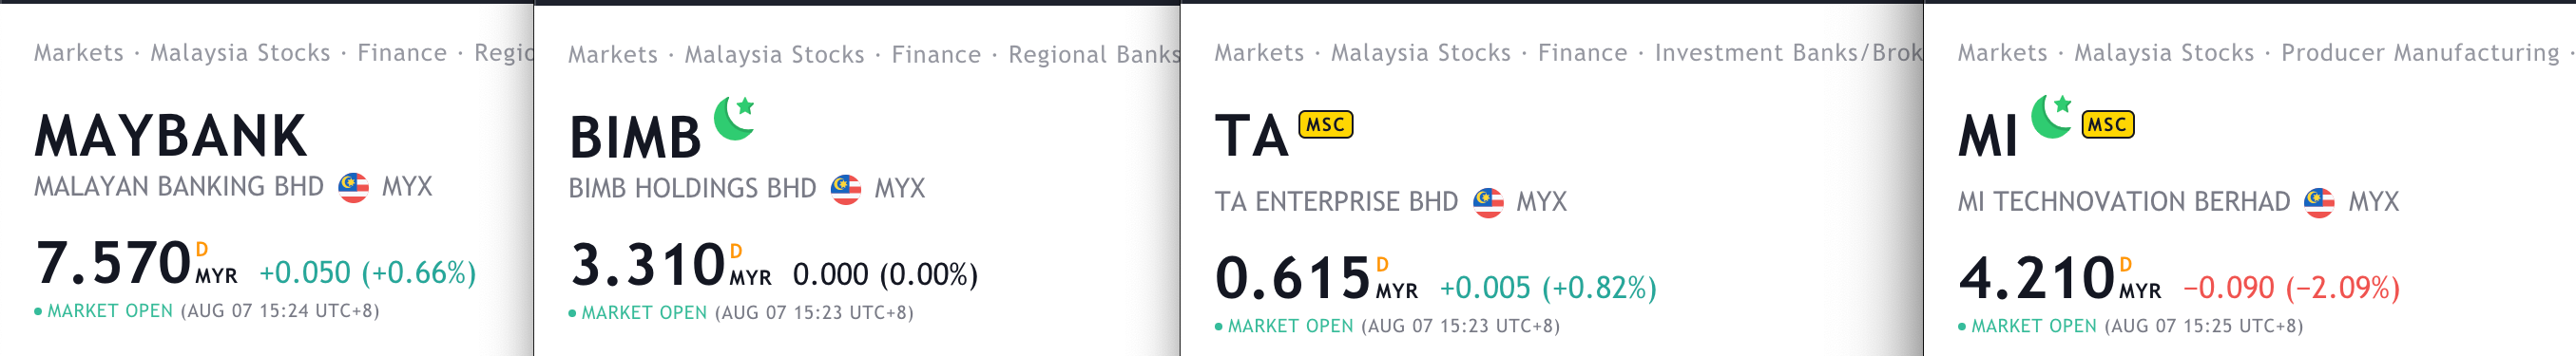 Markets · Malaysia Stocks · Finance · Regio
MAYBANK
MALAYAN BANKING BHD MYX
7.570 D MYR +0.050 (+0.66%)
MARKET OPEN (AUG 07 15:24 UTC+8)
Markets · Malaysia Stocks · Finance · Regional Banks
BIMB
BIMB HOLDINGS BHD MYX
3.310 D MYR 0.000 (0.00%)
MARKET OPEN (AUG 07 15:23 UTC+8)
Markets · Malaysia Stocks · Finance · Investment Banks/Brok
TA MSC
TA ENTERPRISE BHD MYX
0.615 D MYR +0.005 (+0.82%)
MARKET OPEN (AUG 07 15:23 UTC+8)
Markets · Malaysia Stocks · Producer Manufacturing ·
MI MSC
MI TECHNOVATION BERHAD MYX
4.210 D MYR −0.090 (−2.09%)
MARKET OPEN (AUG 07 15:25 UTC+8)